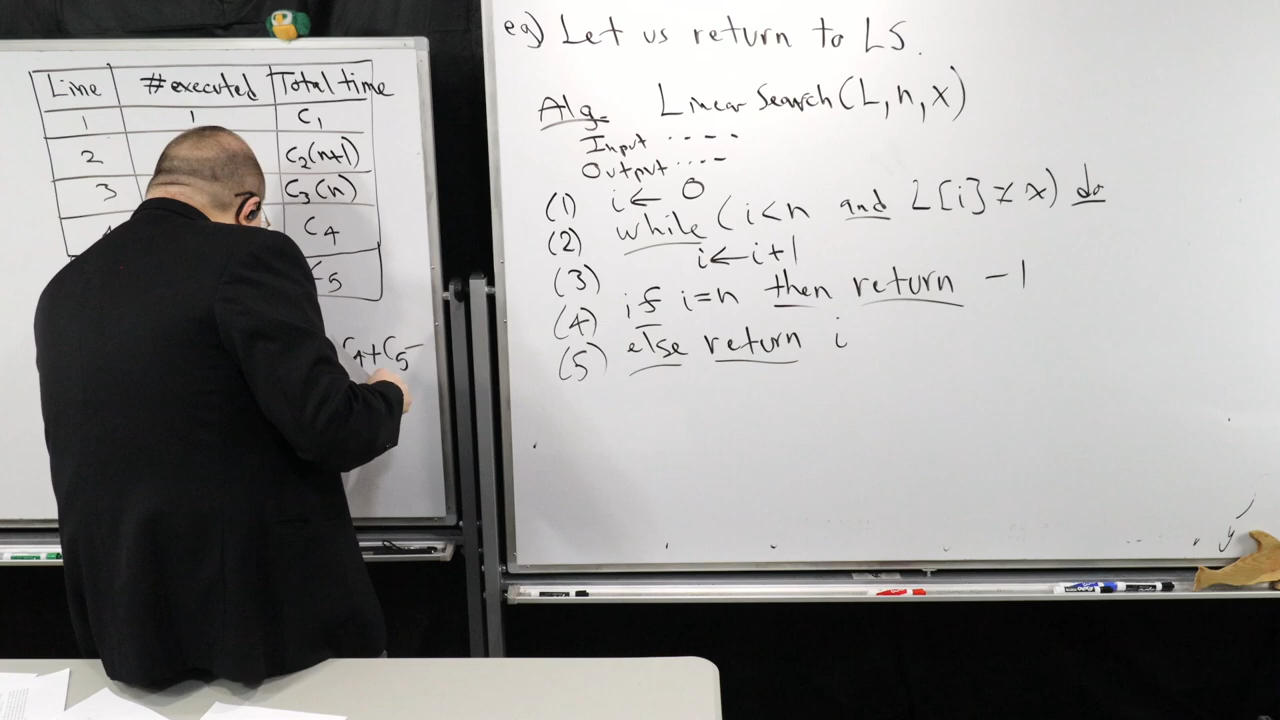 Line #executed Total time
1 1 C1
2 C2(n+1)
3 C3(n)
C4
5
C4+C5
eg) Let us return to LS.
Alg. Linear Search(L,n,x)
Input ----
Output ----
(1) i← 0
(2) while (i<n and L[i]≠x) do
(3) i←i+1
(4) if i=n then return -1
(5) else return i